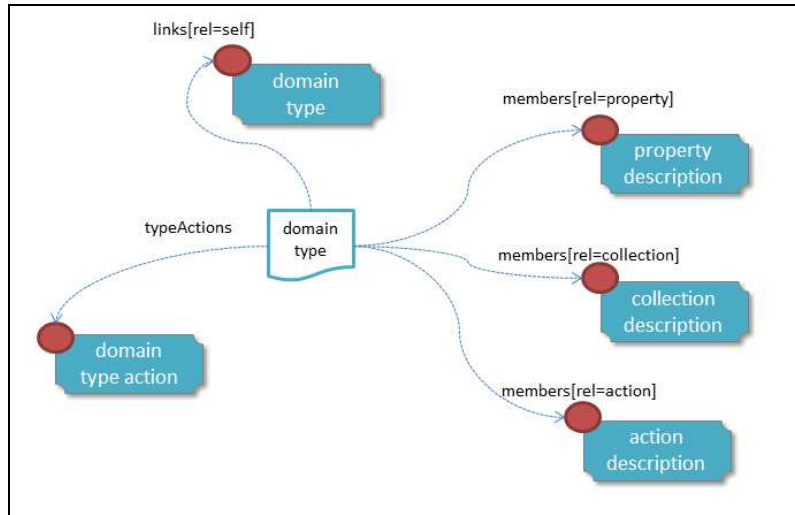 links[rel=self]
domain
type
members[rel=property]
property
description
typeActions
domain
type
members[rel=collection]
collection
description
domain
type action
members[rel=action]
action
description